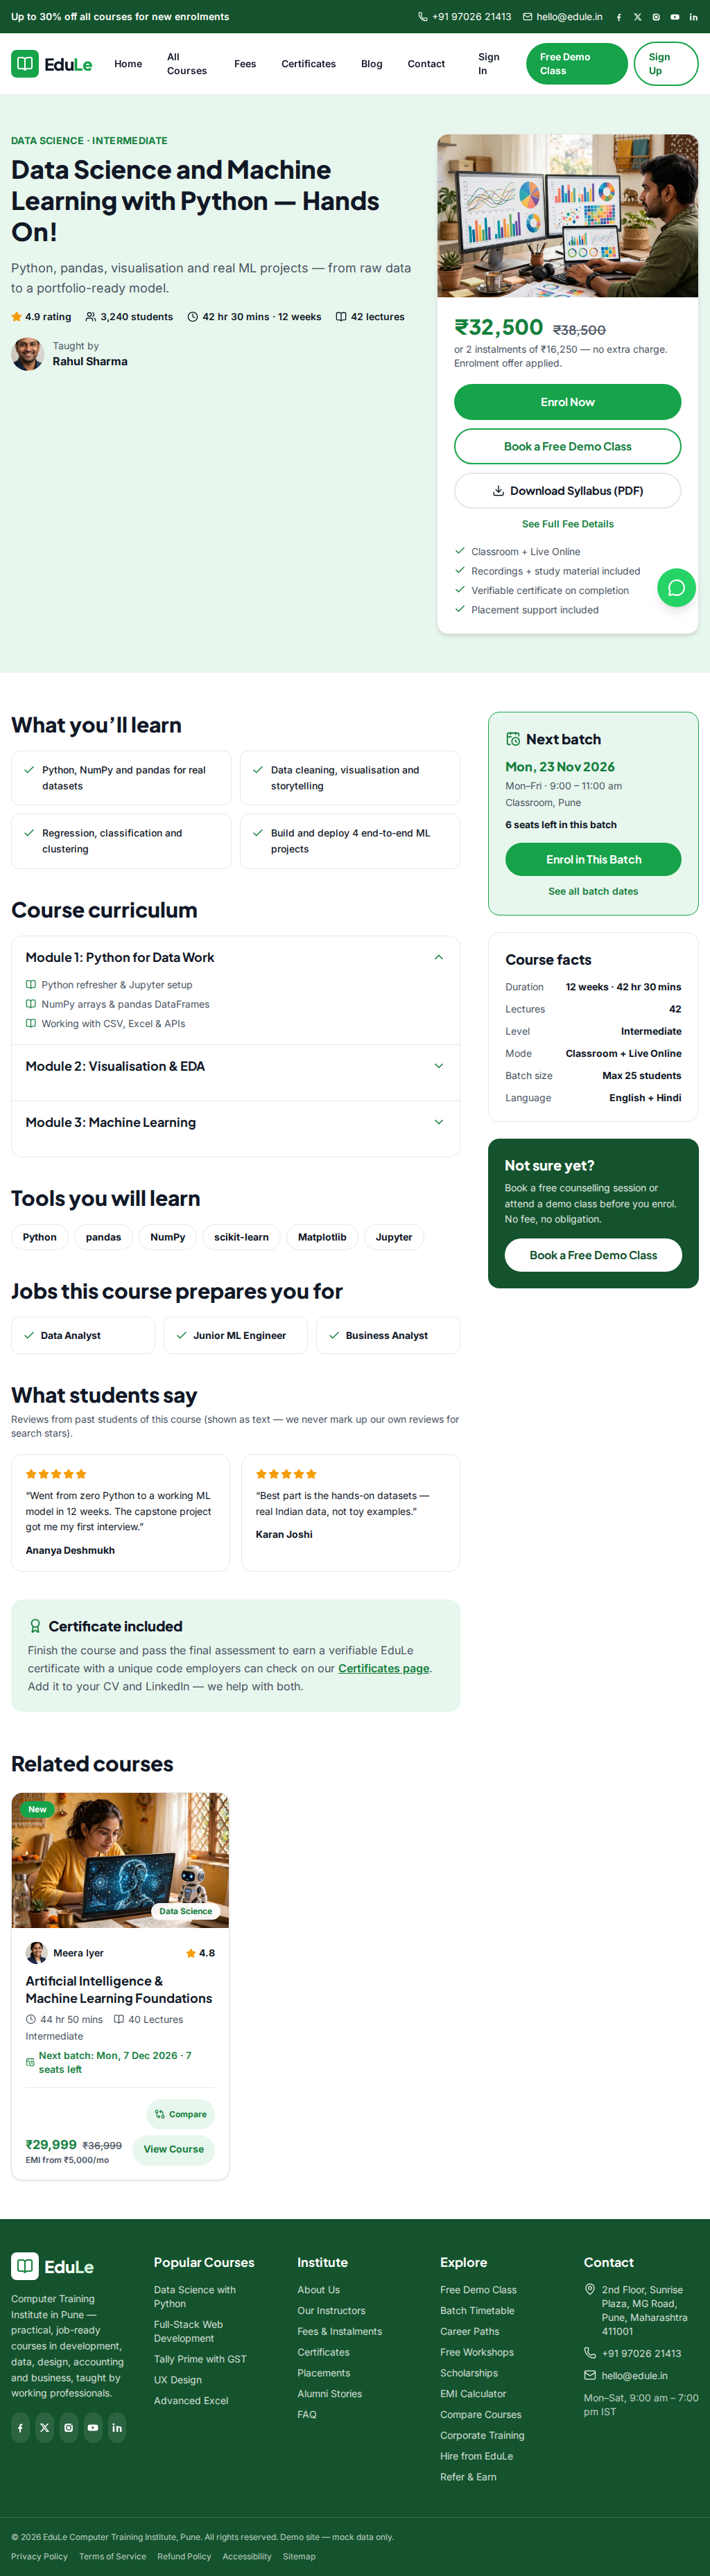 Up to 30% off all courses for new enrolments
+91 97026 21413
hello@edule.in
EduLe
Home
All Courses
Fees
Certificates
Blog
Contact
Sign In
Free Demo Class
Sign Up
DATA SCIENCE · INTERMEDIATE
Data Science and Machine
Learning with Python — Hands
On!
Python, pandas, visualisation and real ML projects — from raw data
to a portfolio-ready model.
4.9 rating
3,240 students
42 hr 30 mins · 12 weeks
42 lectures
Taught by
Rahul Sharma
₹32,500 ₹38,500
or 2 instalments of ₹16,250 — no extra charge.
Enrolment offer applied.
Enrol Now
Book a Free Demo Class
Download Syllabus (PDF)
See Full Fee Details
Classroom + Live Online
Recordings + study material included
Verifiable certificate on completion
Placement support included
What you’ll learn
Python, NumPy and pandas for real
datasets
Data cleaning, visualisation and
storytelling
Regression, classification and
clustering
Build and deploy 4 end-to-end ML
projects
Course curriculum
Module 1: Python for Data Work
Python refresher & Jupyter setup
NumPy arrays & pandas DataFrames
Working with CSV, Excel & APIs
Module 2: Visualisation & EDA
Module 3: Machine Learning
Tools you will learn
Python
pandas
NumPy
scikit-learn
Matplotlib
Jupyter
Jobs this course prepares you for
Data Analyst
Junior ML Engineer
Business Analyst
What students say
Reviews from past students of this course (shown as text — we never mark up our own reviews for
search stars).
“Went from zero Python to a working ML
model in 12 weeks. The capstone project
got me my first interview.”
Ananya Deshmukh
“Best part is the hands-on datasets —
real Indian data, not toy examples.”
Karan Joshi
Certificate included
Finish the course and pass the final assessment to earn a verifiable EduLe
certificate with a unique code employers can check on our Certificates page.
Add it to your CV and LinkedIn — we help with both.
Next batch
Mon, 23 Nov 2026
Mon–Fri · 9:00 – 11:00 am
Classroom, Pune
6 seats left in this batch
Enrol in This Batch
See all batch dates
Course facts
Duration 12 weeks · 42 hr 30 mins
Lectures 42
Level Intermediate
Mode Classroom + Live Online
Batch size Max 25 students
Language English + Hindi
Not sure yet?
Book a free counselling session or
attend a demo class before you enrol.
No fee, no obligation.
Book a Free Demo Class
Related courses
New
Data Science
Meera Iyer
4.8
Artificial Intelligence &
Machine Learning Foundations
44 hr 50 mins
40 Lectures
Intermediate
Next batch: Mon, 7 Dec 2026 · 7
seats left
Compare
₹29,999 ₹36,999
EMI from ₹5,000/mo
View Course
EduLe
Computer Training
Institute in Pune —
practical, job-ready
courses in development,
data, design, accounting
and business, taught by
working professionals.
Popular Courses
Data Science with
Python
Full-Stack Web
Development
Tally Prime with GST
UX Design
Advanced Excel
Institute
About Us
Our Instructors
Fees & Instalments
Certificates
Placements
Alumni Stories
FAQ
Explore
Free Demo Class
Batch Timetable
Career Paths
Free Workshops
Scholarships
EMI Calculator
Compare Courses
Corporate Training
Hire from EduLe
Refer & Earn
Contact
2nd Floor, Sunrise
Plaza, MG Road,
Pune, Maharashtra
411001
+91 97026 21413
hello@edule.in
Mon–Sat, 9:00 am – 7:00
pm IST
© 2026 EduLe Computer Training Institute, Pune. All rights reserved. Demo site — mock data only.
Privacy Policy
Terms of Service
Refund Policy
Accessibility
Sitemap